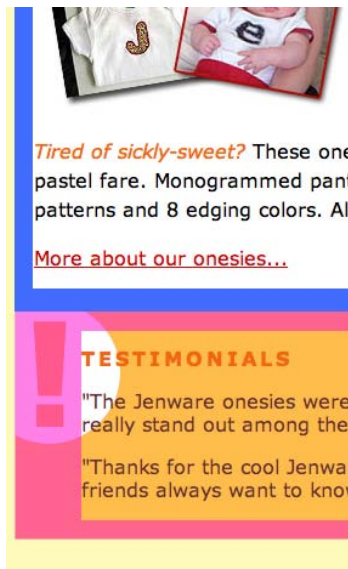 J
e
Tired of sickly-sweet? These one
pastel fare. Monogrammed pant
patterns and 8 edging colors. Al
More about our onesies...
!
TESTIMONIALS
"The Jenware onesies were
really stand out among the
"Thanks for the cool Jenwa
friends always want to know